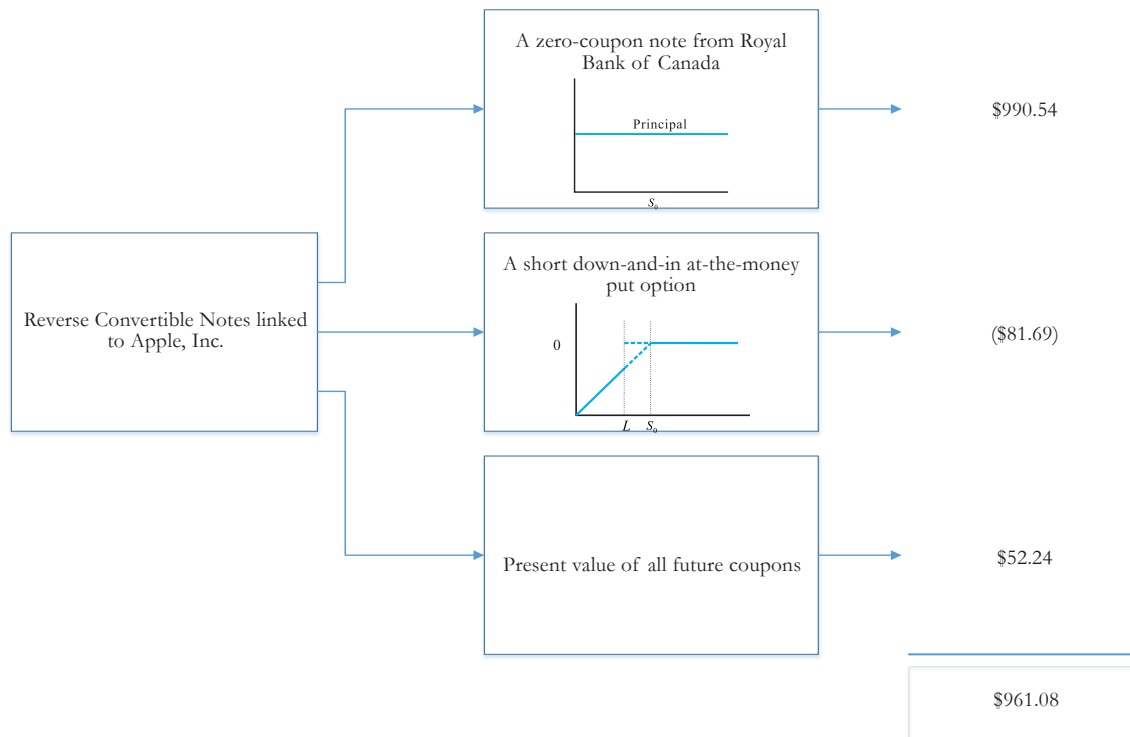 A zero-coupon note from Royal
Bank of Canada
Principal
S₀
$990.54
Reverse Convertible Notes linked
to Apple, Inc.
A short down-and-in at-the-money
put option
0
L S₀
($81.69)
Present value of all future coupons
$52.24
$961.08